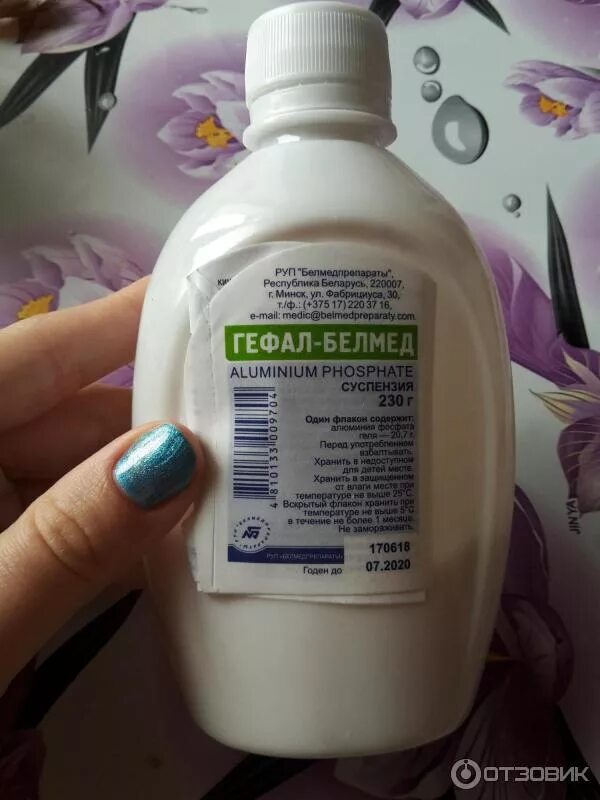 РУП "Белмедпрепараты",
Республика Беларусь, 220007,
г. Минск, ул. Фабрициуса, 30,
т./ф.: (+375 17) 220 37 16,
e-mail: medic@belmedpreparaty.com
ГЕФАЛ-БЕЛМЕД
ALUMINIUM PHOSPHATE
СУСПЕНЗИЯ
230 г
Один флакон содержит:
алюминия фосфата
геля — 20,7 г.
Перед употреблением
взбалтывать.
Хранить в недоступном
для детей месте.
Хранить в защищенном
от влаги месте при
температуре не выше 25°С.
Вскрытый флакон хранить при
температуре не выше 5°С
в течение не более 1 месяца.
Не замораживать.
4 810133 009704
РУП «БЕЛМЕДПРЕПАРАТЫ»
170618
Годен до 07.2020
JIN YA
ОТЗОВИК